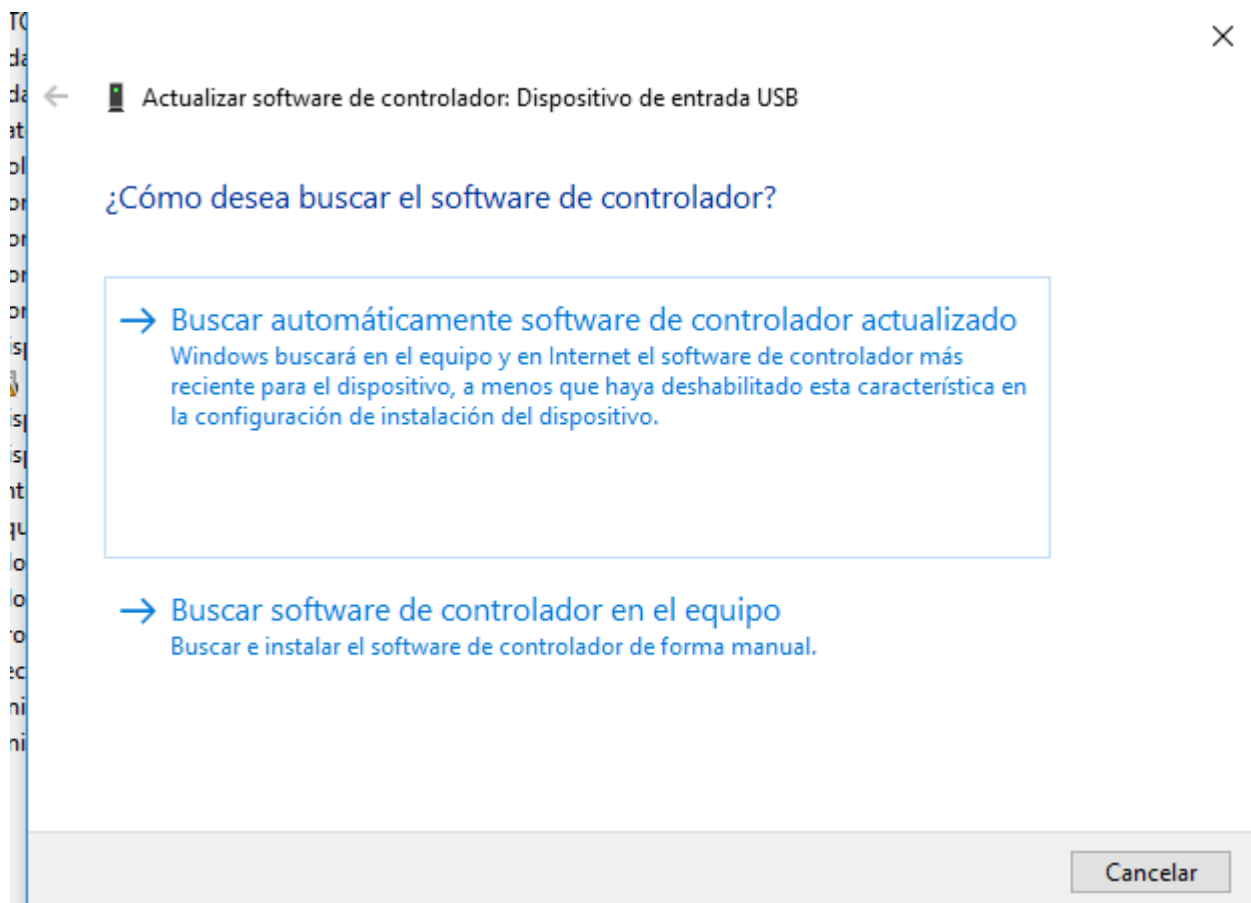 Actualizar software de controlador: Dispositivo de entrada USB
¿Cómo desea buscar el software de controlador?
Buscar automáticamente software de controlador actualizado
Windows buscará en el equipo y en Internet el software de controlador más
reciente para el dispositivo, a menos que haya deshabilitado esta característica en
la configuración de instalación del dispositivo.
Buscar software de controlador en el equipo
Buscar e instalar el software de controlador de forma manual.
Cancelar